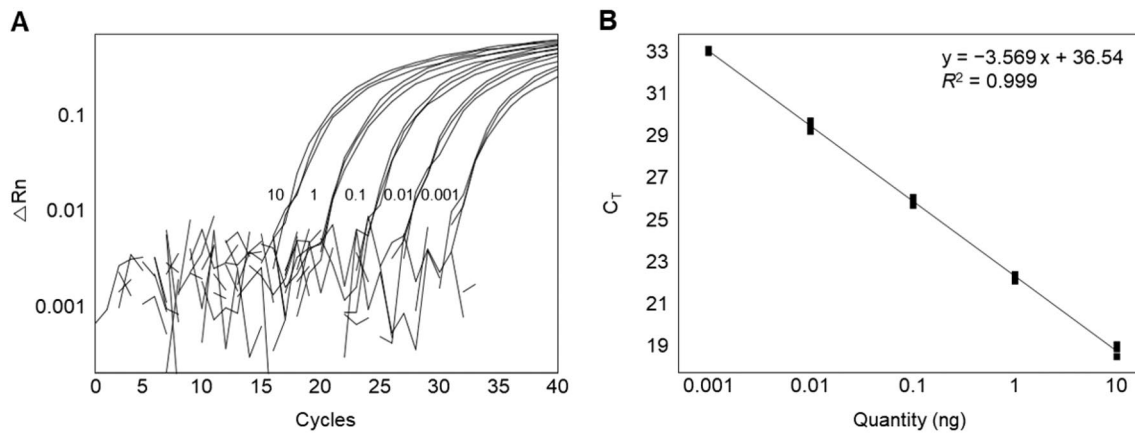 A
△Rn
0.1
0.01
0.001
10 1 0.1 0.01 0.001
0 5 10 15 20 25 30 35 40
Cycles
B
C_T
33
31
29
26
25
23
21
19
y = −3.569 x + 36.54
R² = 0.999
0.001 0.01 0.1 1 10
Quantity (ng)